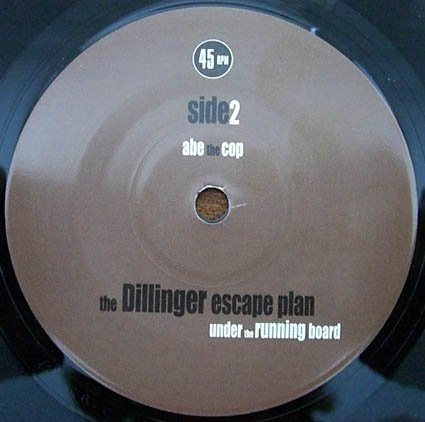 45 RPM
side2
abe the cop
the Dillinger escape plan
under the running board